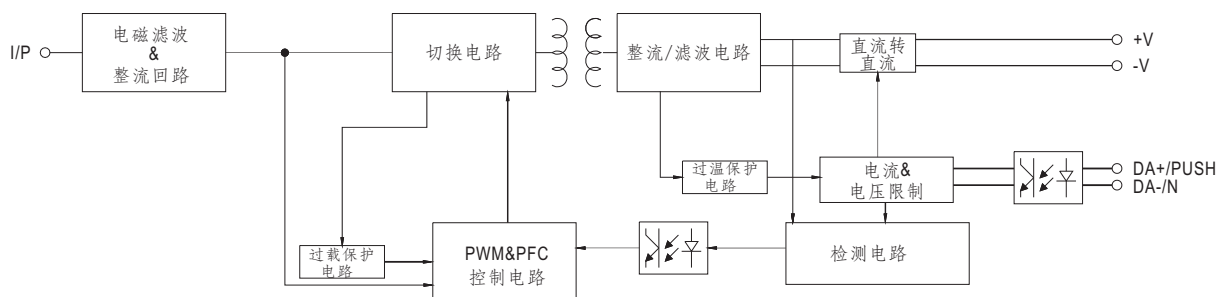 I/P
电磁滤波
&
整流回路
切换电路
整流/滤波电路
直流转
直流
+V
-V
过温保护
电路
电流&
电压限制
DA+/PUSH
DA-/N
过载保护
电路
PWM&PFC
控制电路
检测电路